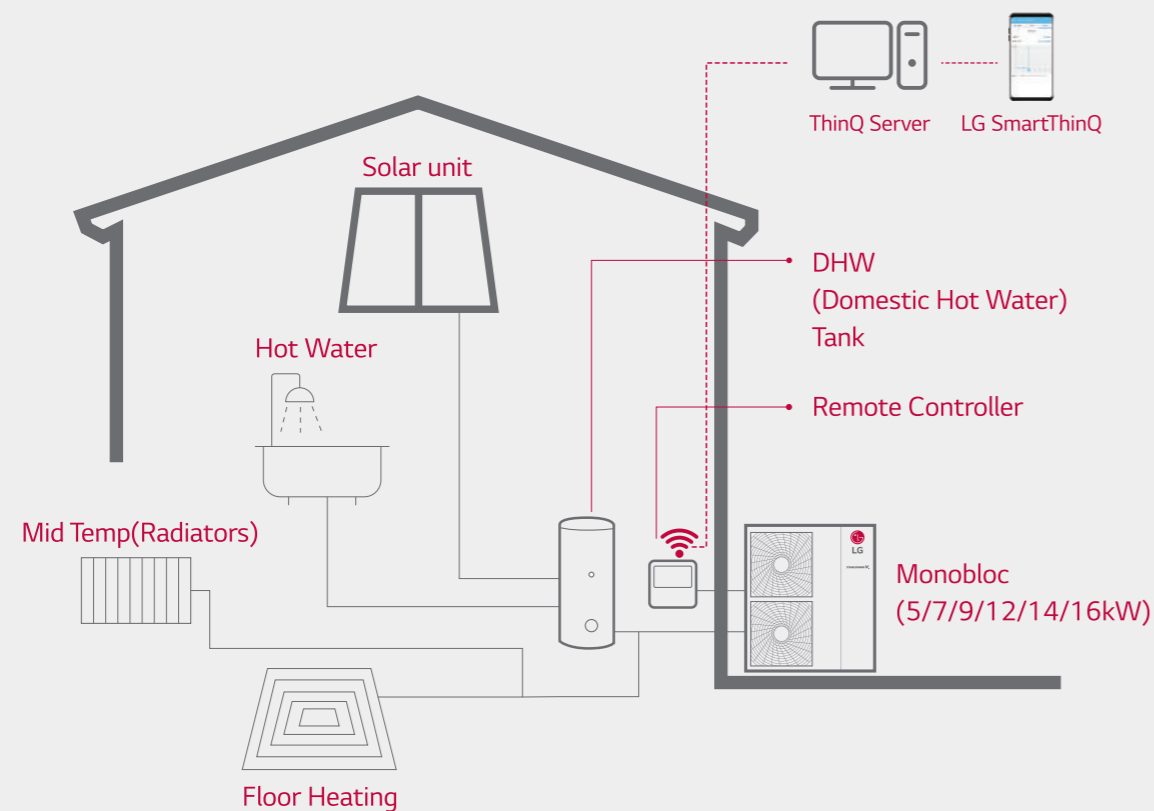 ThinQ Server
LG SmartThinQ
Solar unit
DHW
(Domestic Hot Water)
Tank
Hot Water
Remote Controller
Mid Temp(Radiators)
LG
Monobloc
(5/7/9/12/14/16kW)
Floor Heating